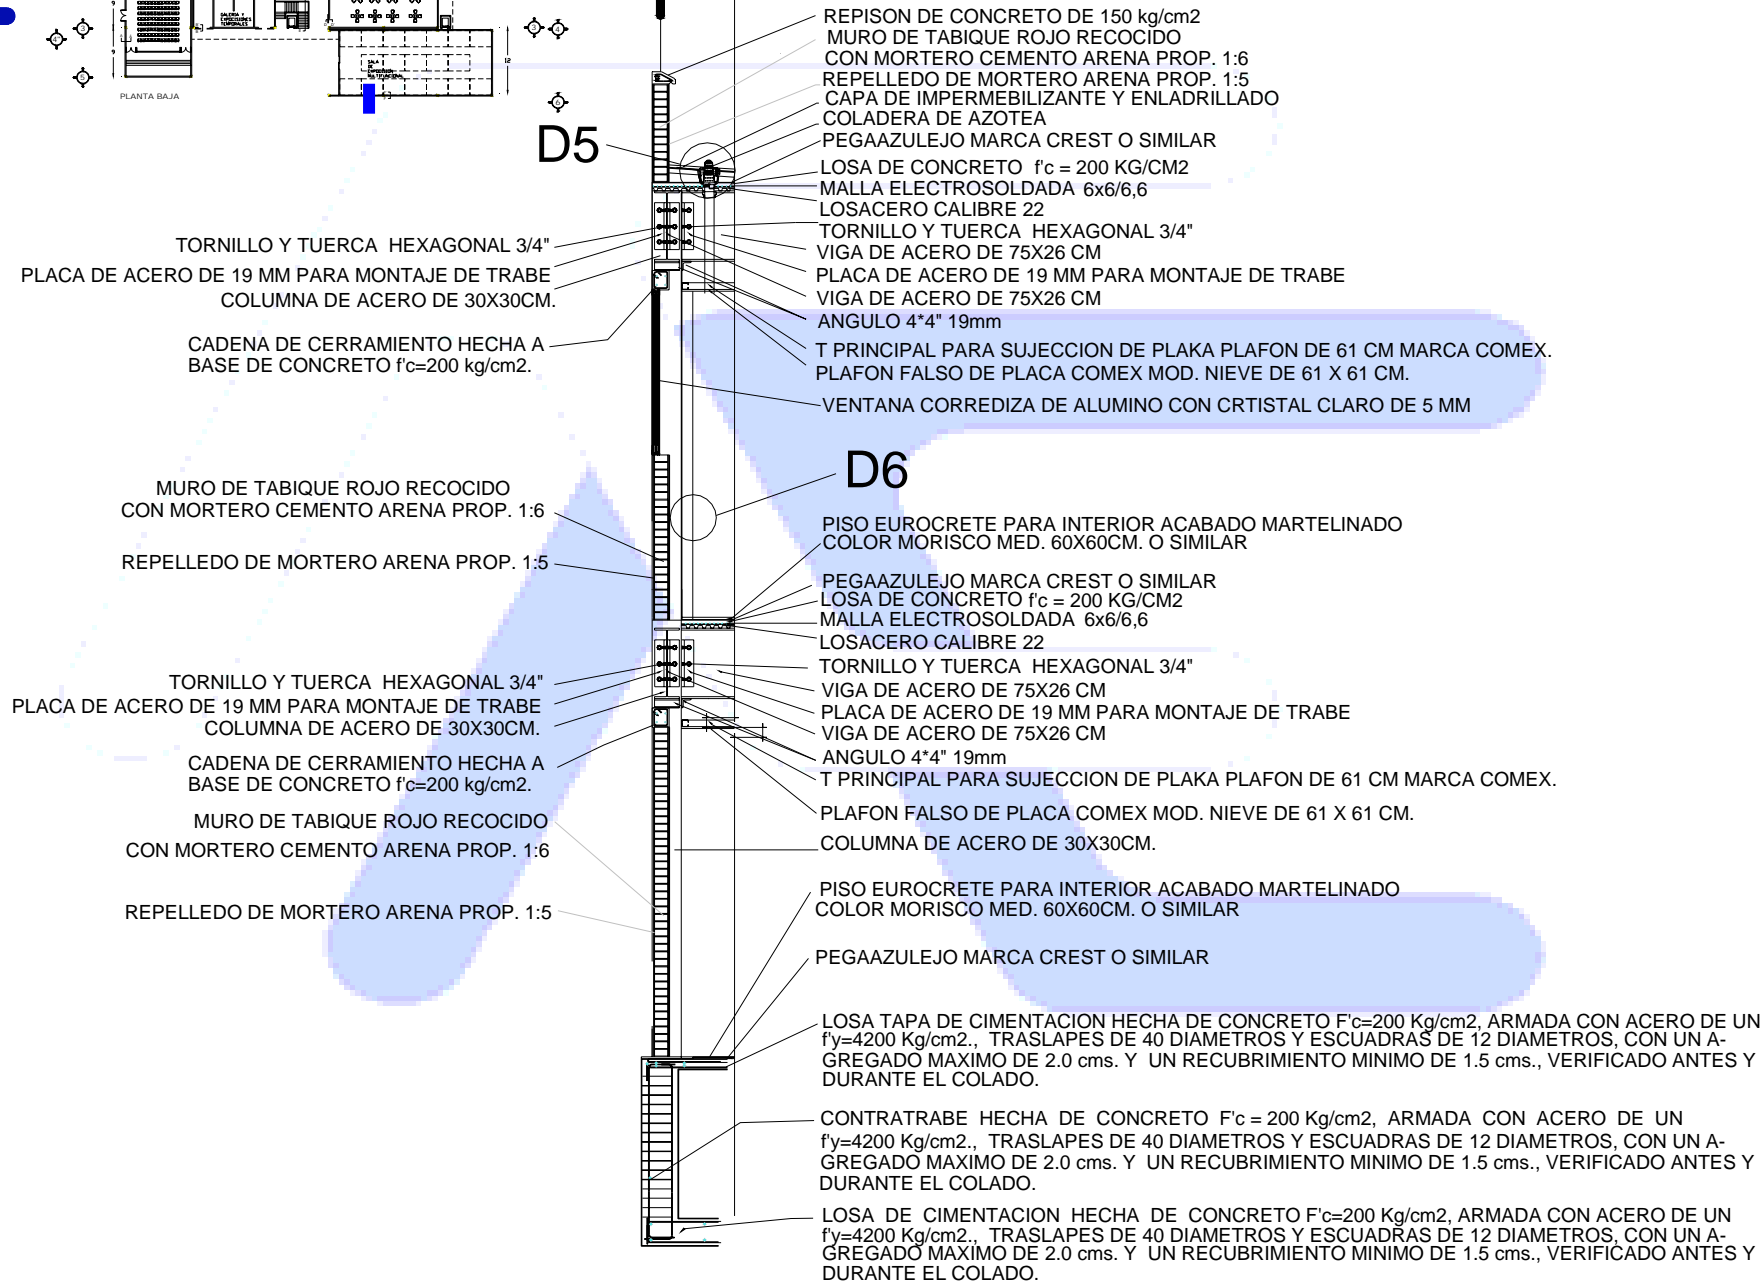 GALERIA Y
EXPOCICIONES
TEMPORALES
SALA
DE
EXPOCICION
MULTIFUNCIONAL
12
9
9
3
4'
5
3
4
6
PLANTA BAJA
D5
REPISON DE CONCRETO DE 150 kg/cm2
MURO DE TABIQUE ROJO RECOCIDO
CON MORTERO CEMENTO ARENA PROP. 1:6
REPELLEDO DE MORTERO ARENA PROP. 1:5
CAPA DE IMPERMEBILIZANTE Y ENLADRILLADO
COLADERA DE AZOTEA
PEGAAZULEJO MARCA CREST O SIMILAR
LOSA DE CONCRETO f'c = 200 KG/CM2
MALLA ELECTROSOLDADA 6x6/6,6
LOSACERO CALIBRE 22
TORNILLO Y TUERCA HEXAGONAL 3/4"
VIGA DE ACERO DE 75X26 CM
PLACA DE ACERO DE 19 MM PARA MONTAJE DE TRABE
VIGA DE ACERO DE 75X26 CM
ANGULO 4*4" 19mm
T PRINCIPAL PARA SUJECCION DE PLAKA PLAFON DE 61 CM MARCA COMEX.
PLAFON FALSO DE PLACA COMEX MOD. NIEVE DE 61 X 61 CM.
VENTANA CORREDIZA DE ALUMINO CON CRTISTAL CLARO DE 5 MM
TORNILLO Y TUERCA HEXAGONAL 3/4"
PLACA DE ACERO DE 19 MM PARA MONTAJE DE TRABE
COLUMNA DE ACERO DE 30X30CM.
CADENA DE CERRAMIENTO HECHA A
BASE DE CONCRETO f'c=200 kg/cm2.
D6
MURO DE TABIQUE ROJO RECOCIDO
CON MORTERO CEMENTO ARENA PROP. 1:6
REPELLEDO DE MORTERO ARENA PROP. 1:5
PISO EUROCRETE PARA INTERIOR ACABADO MARTELINADO
COLOR MORISCO MED. 60X60CM. O SIMILAR
PEGAAZULEJO MARCA CREST O SIMILAR
LOSA DE CONCRETO f'c = 200 KG/CM2
MALLA ELECTROSOLDADA 6x6/6,6
LOSACERO CALIBRE 22
TORNILLO Y TUERCA HEXAGONAL 3/4"
VIGA DE ACERO DE 75X26 CM
PLACA DE ACERO DE 19 MM PARA MONTAJE DE TRABE
VIGA DE ACERO DE 75X26 CM
ANGULO 4*4" 19mm
T PRINCIPAL PARA SUJECCION DE PLAKA PLAFON DE 61 CM MARCA COMEX.
PLAFON FALSO DE PLACA COMEX MOD. NIEVE DE 61 X 61 CM.
COLUMNA DE ACERO DE 30X30CM.
TORNILLO Y TUERCA HEXAGONAL 3/4"
PLACA DE ACERO DE 19 MM PARA MONTAJE DE TRABE
COLUMNA DE ACERO DE 30X30CM.
CADENA DE CERRAMIENTO HECHA A
BASE DE CONCRETO f'c=200 kg/cm2.
MURO DE TABIQUE ROJO RECOCIDO
CON MORTERO CEMENTO ARENA PROP. 1:6
REPELLEDO DE MORTERO ARENA PROP. 1:5
PISO EUROCRETE PARA INTERIOR ACABADO MARTELINADO
COLOR MORISCO MED. 60X60CM. O SIMILAR
PEGAAZULEJO MARCA CREST O SIMILAR
LOSA TAPA DE CIMENTACION HECHA DE CONCRETO F'c=200 Kg/cm2, ARMADA CON ACERO DE UN
f'y=4200 Kg/cm2., TRASLAPES DE 40 DIAMETROS Y ESCUADRAS DE 12 DIAMETROS, CON UN A-
GREGADO MAXIMO DE 2.0 cms. Y UN RECUBRIMIENTO MINIMO DE 1.5 cms., VERIFICADO ANTES Y
DURANTE EL COLADO.
CONTRATRABE HECHA DE CONCRETO F'c = 200 Kg/cm2, ARMADA CON ACERO DE UN
f'y=4200 Kg/cm2., TRASLAPES DE 40 DIAMETROS Y ESCUADRAS DE 12 DIAMETROS, CON UN A-
GREGADO MAXIMO DE 2.0 cms. Y UN RECUBRIMIENTO MINIMO DE 1.5 cms., VERIFICADO ANTES Y
DURANTE EL COLADO.
LOSA DE CIMENTACION HECHA DE CONCRETO F'c=200 Kg/cm2, ARMADA CON ACERO DE UN
f'y=4200 Kg/cm2., TRASLAPES DE 40 DIAMETROS Y ESCUADRAS DE 12 DIAMETROS, CON UN A-
GREGADO MAXIMO DE 2.0 cms. Y UN RECUBRIMIENTO MINIMO DE 1.5 cms., VERIFICADO ANTES Y
DURANTE EL COLADO.